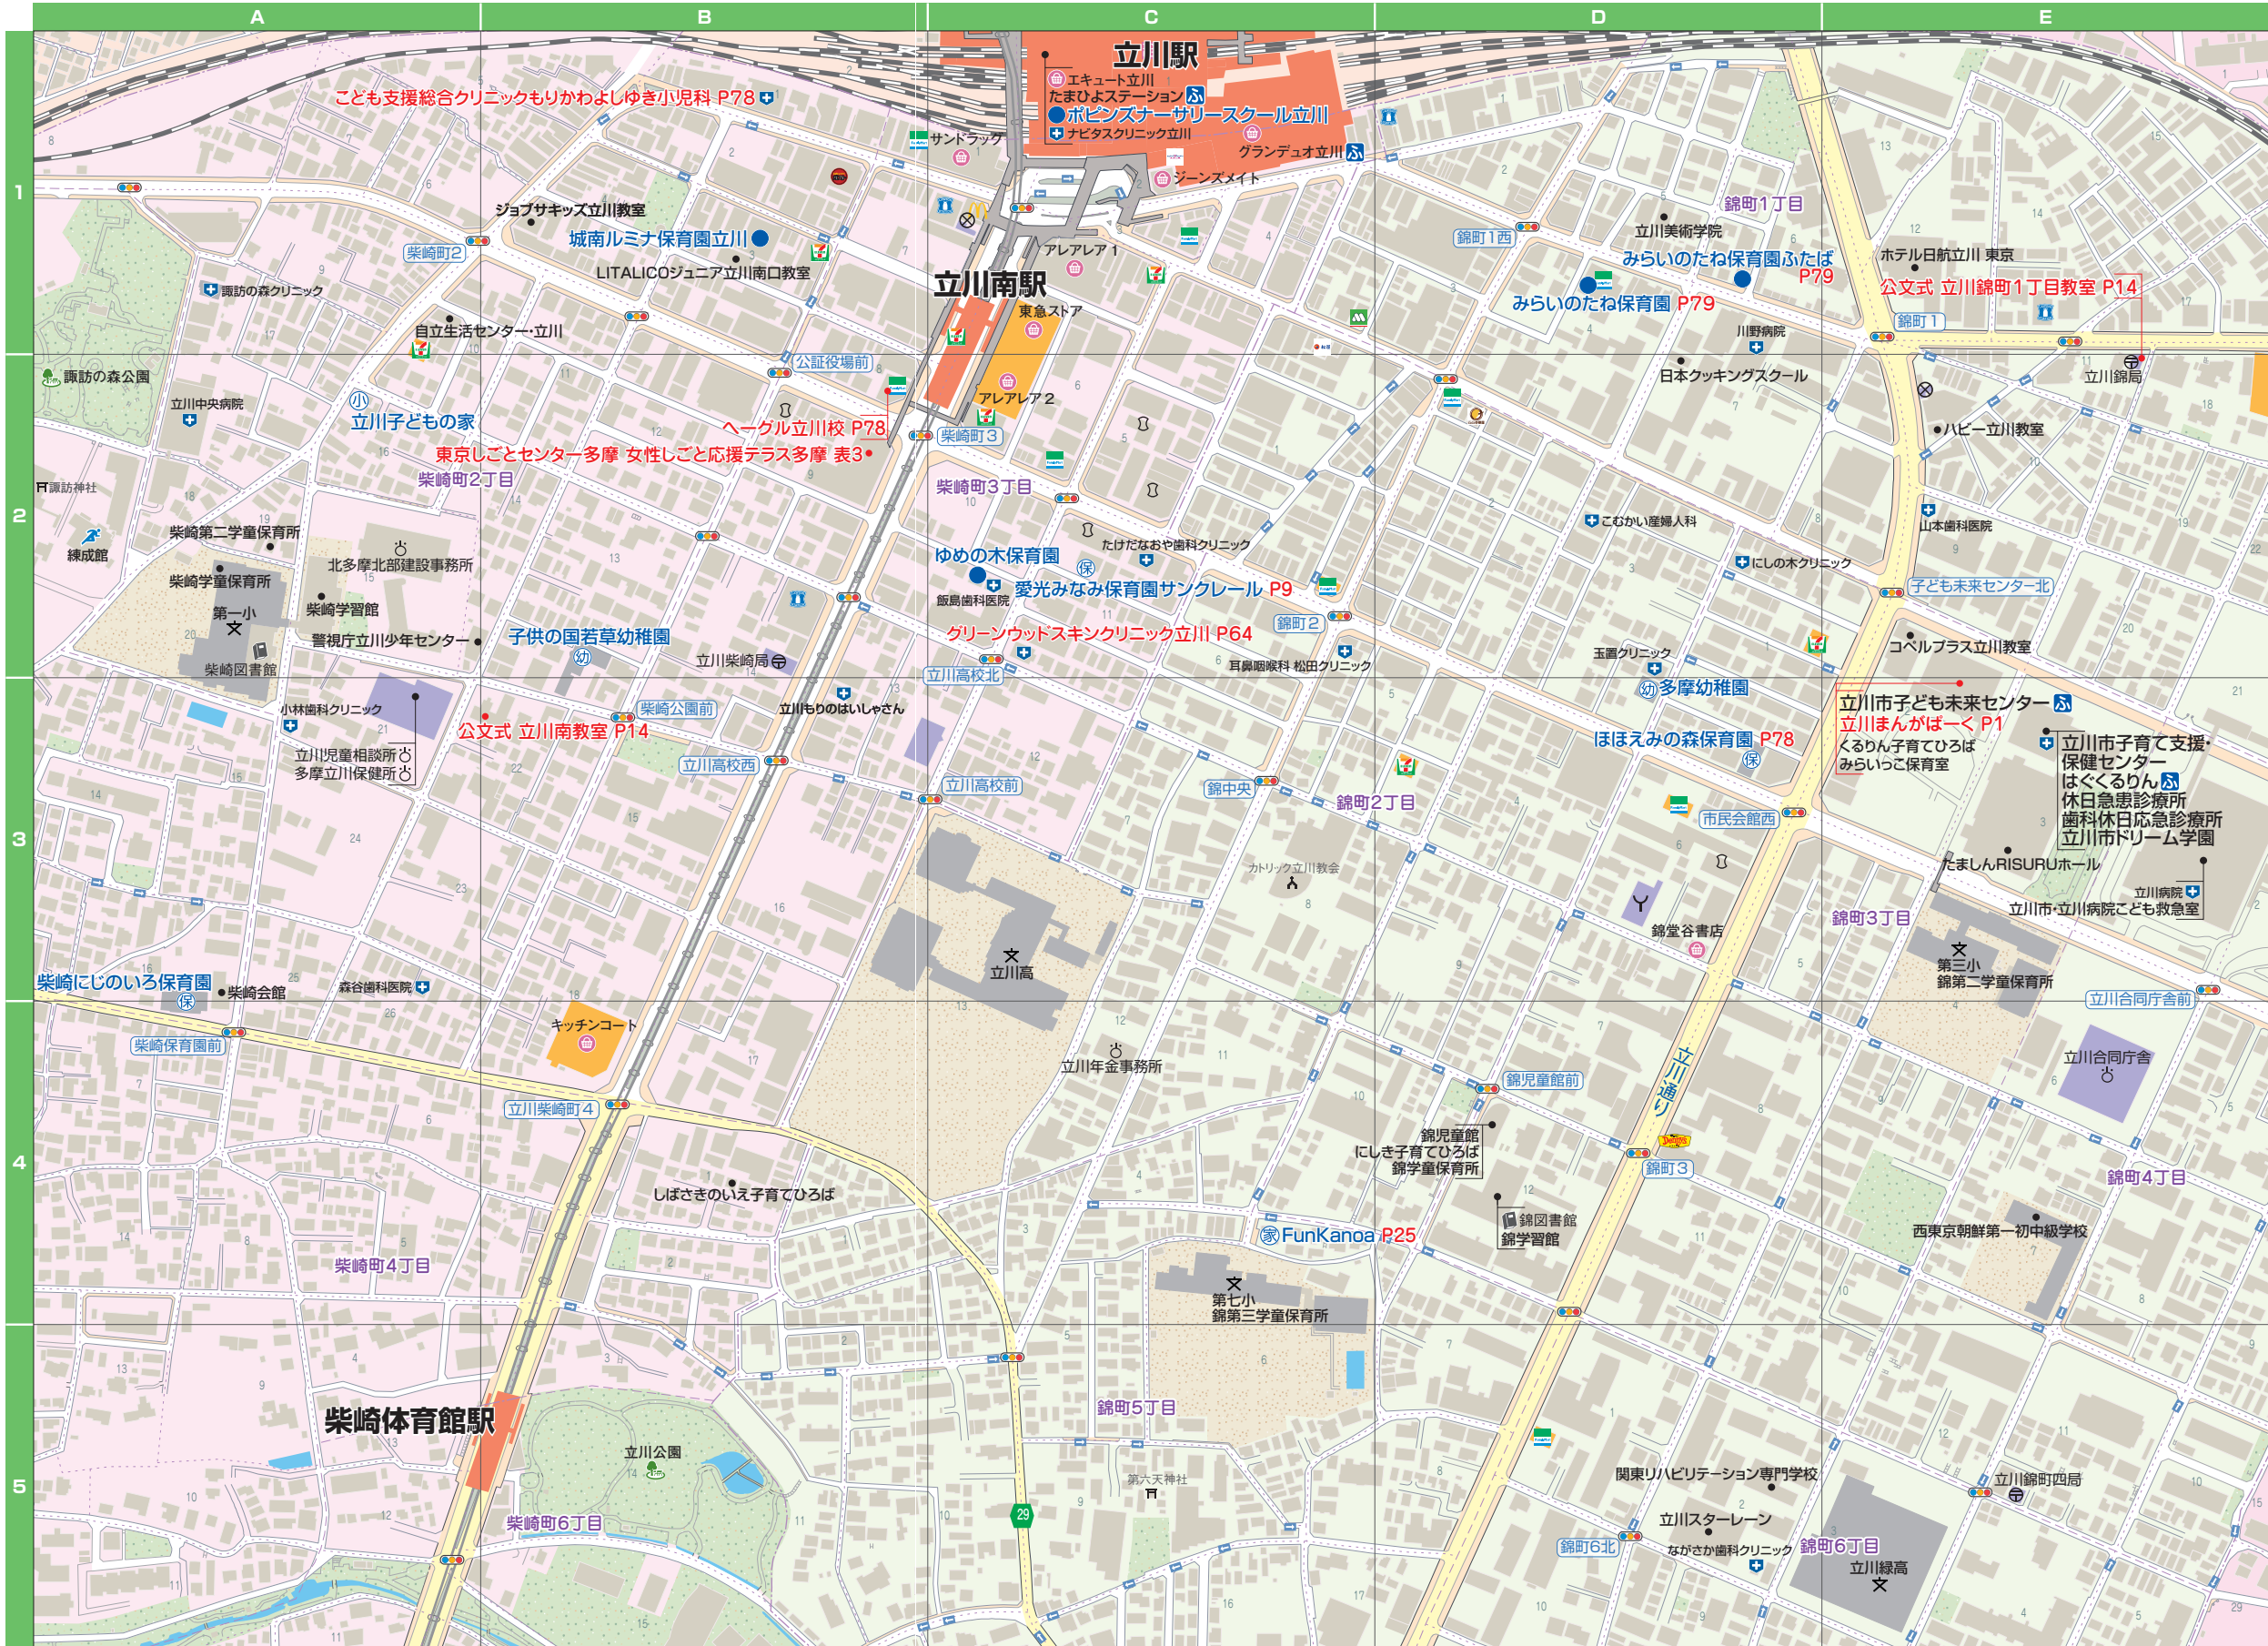 A
B
C
D
E
1
2
3
4
5
立川駅
エキュート立川
たまひよステーション ふ
ポピンズナーサリースクール立川
ナビタスクリニック立川
グランデュオ立川 ふ
ジーンズメイト
サンドラッグ
こども支援総合クリニックもりかわよしゆき小児科 P78
ジョブサキッズ立川教室
城南ルミナ保育園立川
LITALICOジュニア立川南口教室
柴崎町2
諏訪の森クリニック
自立生活センター・立川
アレアレア1
立川南駅
東急ストア
アレアレア2
錦町1丁目
立川美術学院
錦町1西
みらいのたね保育園ふたば
P79
みらいのたね保育園 P79
川野病院
ホテル日航立川 東京
公文式 立川錦町1丁目教室 P14
錦町1
諏訪の森公園
立川中央病院
小
立川子どもの家
公証役場前
ヘーグル立川校 P78
東京しごとセンター多摩 女性しごと応援テラス多摩 表3
柴崎町3
柴崎町2丁目
柴崎町3丁目
諏訪神社
練成館
柴崎第二学童保育所
柴崎学童保育所
第一小
柴崎図書館
北多摩北部建設事務所
柴崎学習館
警視庁立川少年センター
子供の国若草幼稚園
幼
立川柴崎局
ゆめの木保育園
飯島歯科医院
たけだなおや歯科クリニック
保
愛光みなみ保育園サンクレール P9
グリーンウッドスキンクリニック立川 P64
立川高校北
錦町2
耳鼻咽喉科 松田クリニック
日本クッキングスクール
立川錦局
ハビー立川教室
こむかい産婦人科
にしの木クリニック
山本歯科医院
子ども未来センター北
コペルプラス立川教室
玉置クリニック
幼 多摩幼稚園
ほほえみの森保育園 P78
保
立川市子ども未来センター ふ
立川まんがぱーく P1
くるりん子育てひろば
みらいっこ保育室
立川市子育て支援・
保健センター
はぐくるりん ふ
休日急患診療所
歯科休日応急診療所
立川市ドリーム学園
たましんRISURUホール
立川病院
立川市・立川病院こども救急室
小林歯科クリニック
立川児童相談所
多摩立川保健所
公文式 立川南教室 P14
柴崎公園前
立川もりのはいしゃさん
立川高校西
立川高校前
錦中央
錦町2丁目
市民会館西
カトリック立川教会
立川高
錦堂谷書店
錦町3丁目
第三小
錦第二学童保育所
立川合同庁舎前
柴崎にじのいろ保育園
保
柴崎会館
森谷歯科医院
柴崎保育園前
キッチンコート
立川柴崎町4
立川年金事務所
錦児童館前
立川通り
立川合同庁舎
錦児童館
にしき子育てひろば
錦学童保育所
Denny's
錦町3
しばさきのいえ子育てひろば
錦町4丁目
錦図書館
錦学習館
西東京朝鮮第一初中級学校
家 FunKanoa P25
柴崎町4丁目
第七小
錦第三学童保育所
柴崎体育館駅
立川公園
錦町5丁目
第六天神社
29
柴崎町6丁目
関東リハビリテーション専門学校
立川スターレーン
錦町6北
ながさか歯科クリニック
錦町6丁目
立川錦町四局
立川緑高